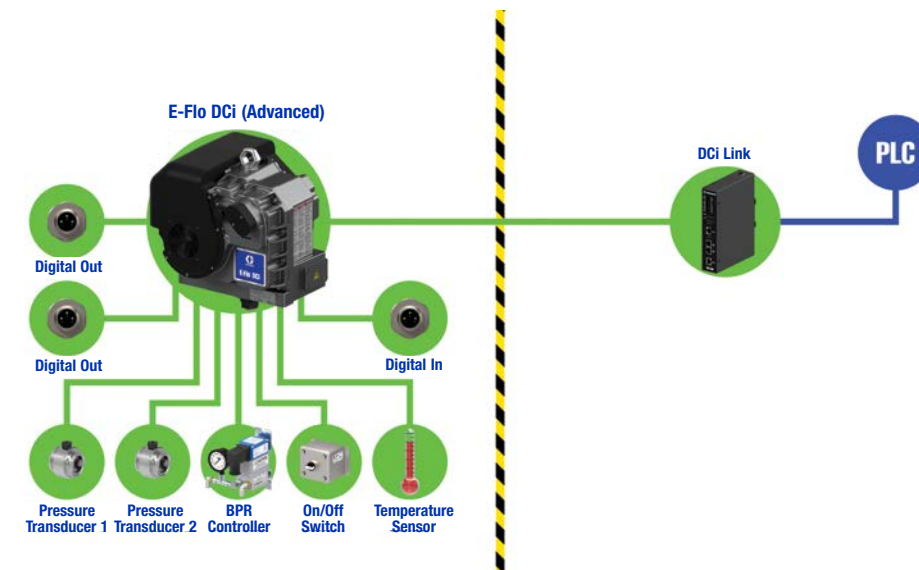 E-Flo DCi (Advanced)
DCi Link
PLC
Digital Out
E-Flo DCi
Digital Out
Digital In
Pressure
Transducer 1
Pressure
Transducer 2
BPR
Controller
On/Off
Switch
Temperature
Sensor